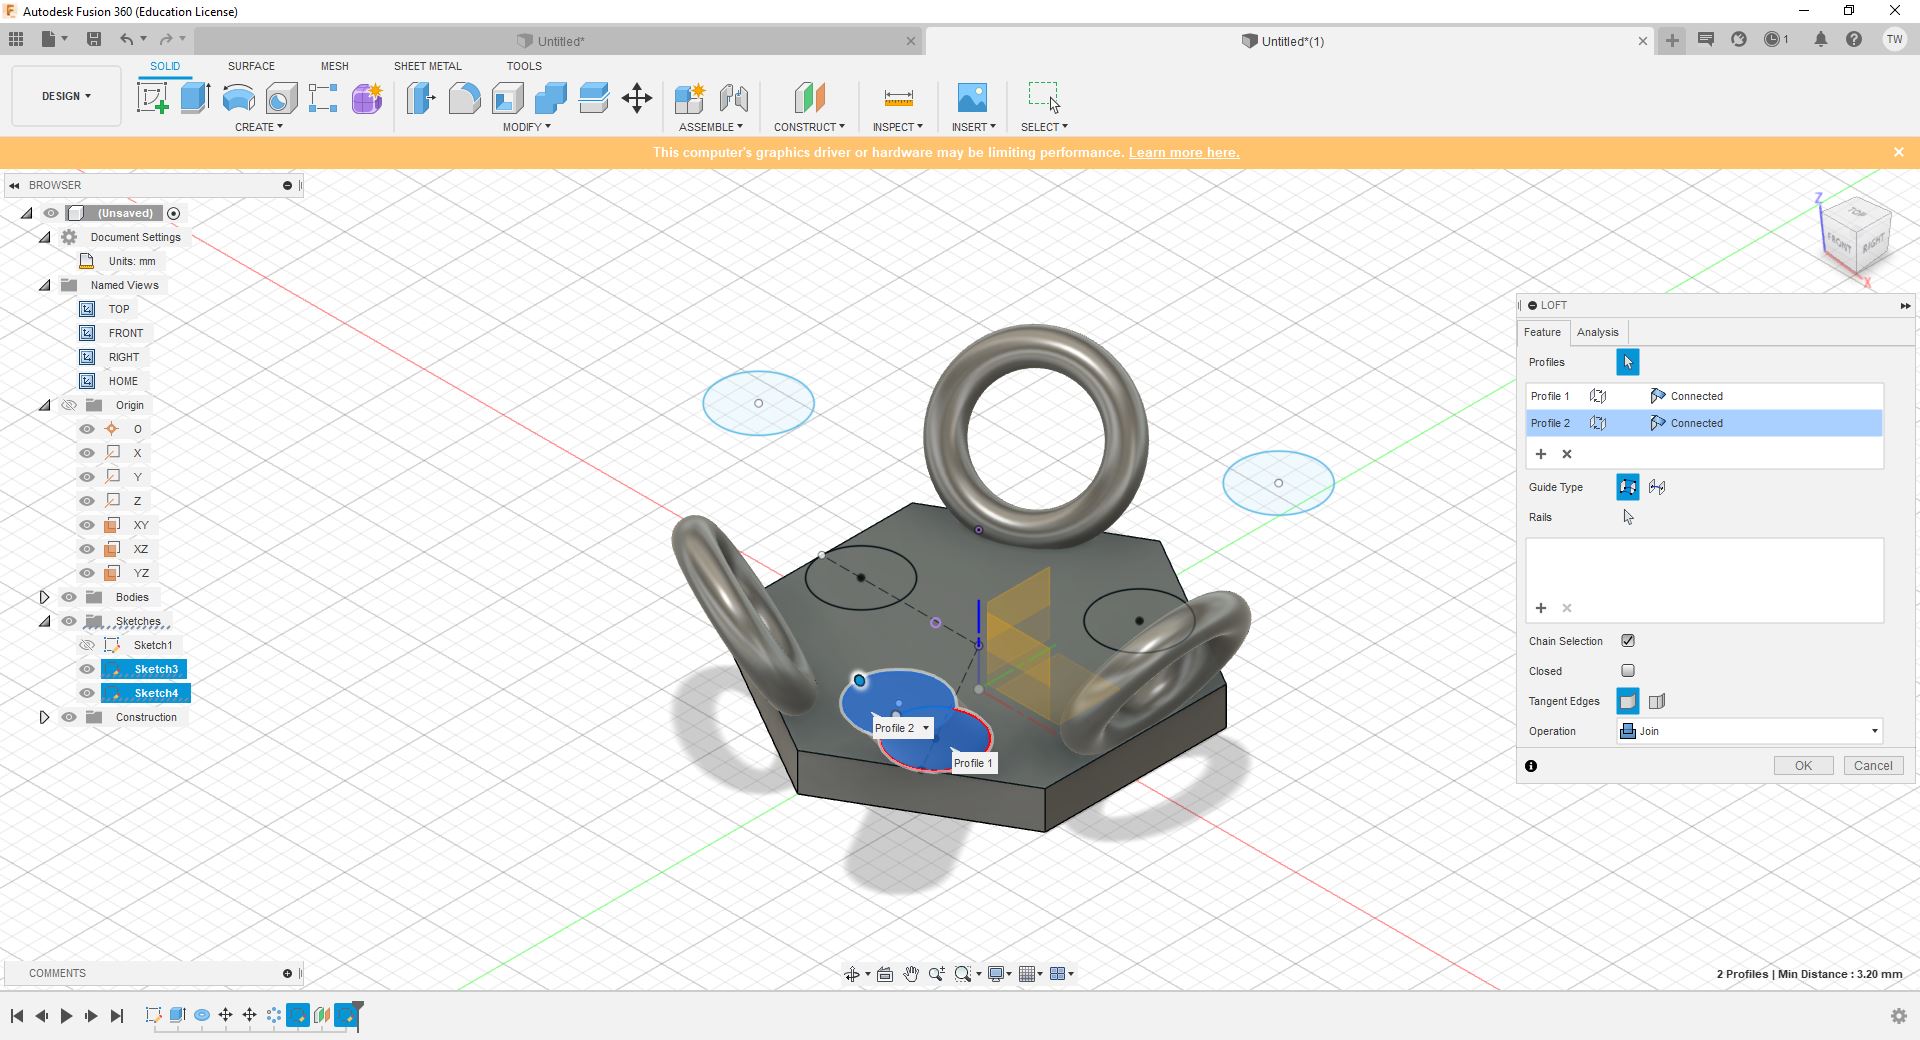 Autodesk Fusion 360 (Education License)
Untitled*
Untitled*(1)
1
TW
DESIGN
SOLID
SURFACE
MESH
SHEET METAL
TOOLS
CREATE
MODIFY
ASSEMBLE
CONSTRUCT
INSPECT
INSERT
SELECT
This computer's graphics driver or hardware may be limiting performance. Learn more here.
BROWSER
(Unsaved)
Document Settings
Units: mm
Named Views
TOP
FRONT
RIGHT
HOME
Origin
O
X
Y
Z
XY
XZ
YZ
Bodies
Sketches
Sketch1
Sketch3
Sketch4
Construction
Profile 2
Profile 1
Z
TOP
FRONT
RIGHT
X
LOFT
Feature
Analysis
Profiles
Profile 1 Connected
Profile 2 Connected
Guide Type
Rails
Chain Selection
Closed
Tangent Edges
Operation Join
OK
Cancel
COMMENTS
2 Profiles | Min Distance : 3.20 mm